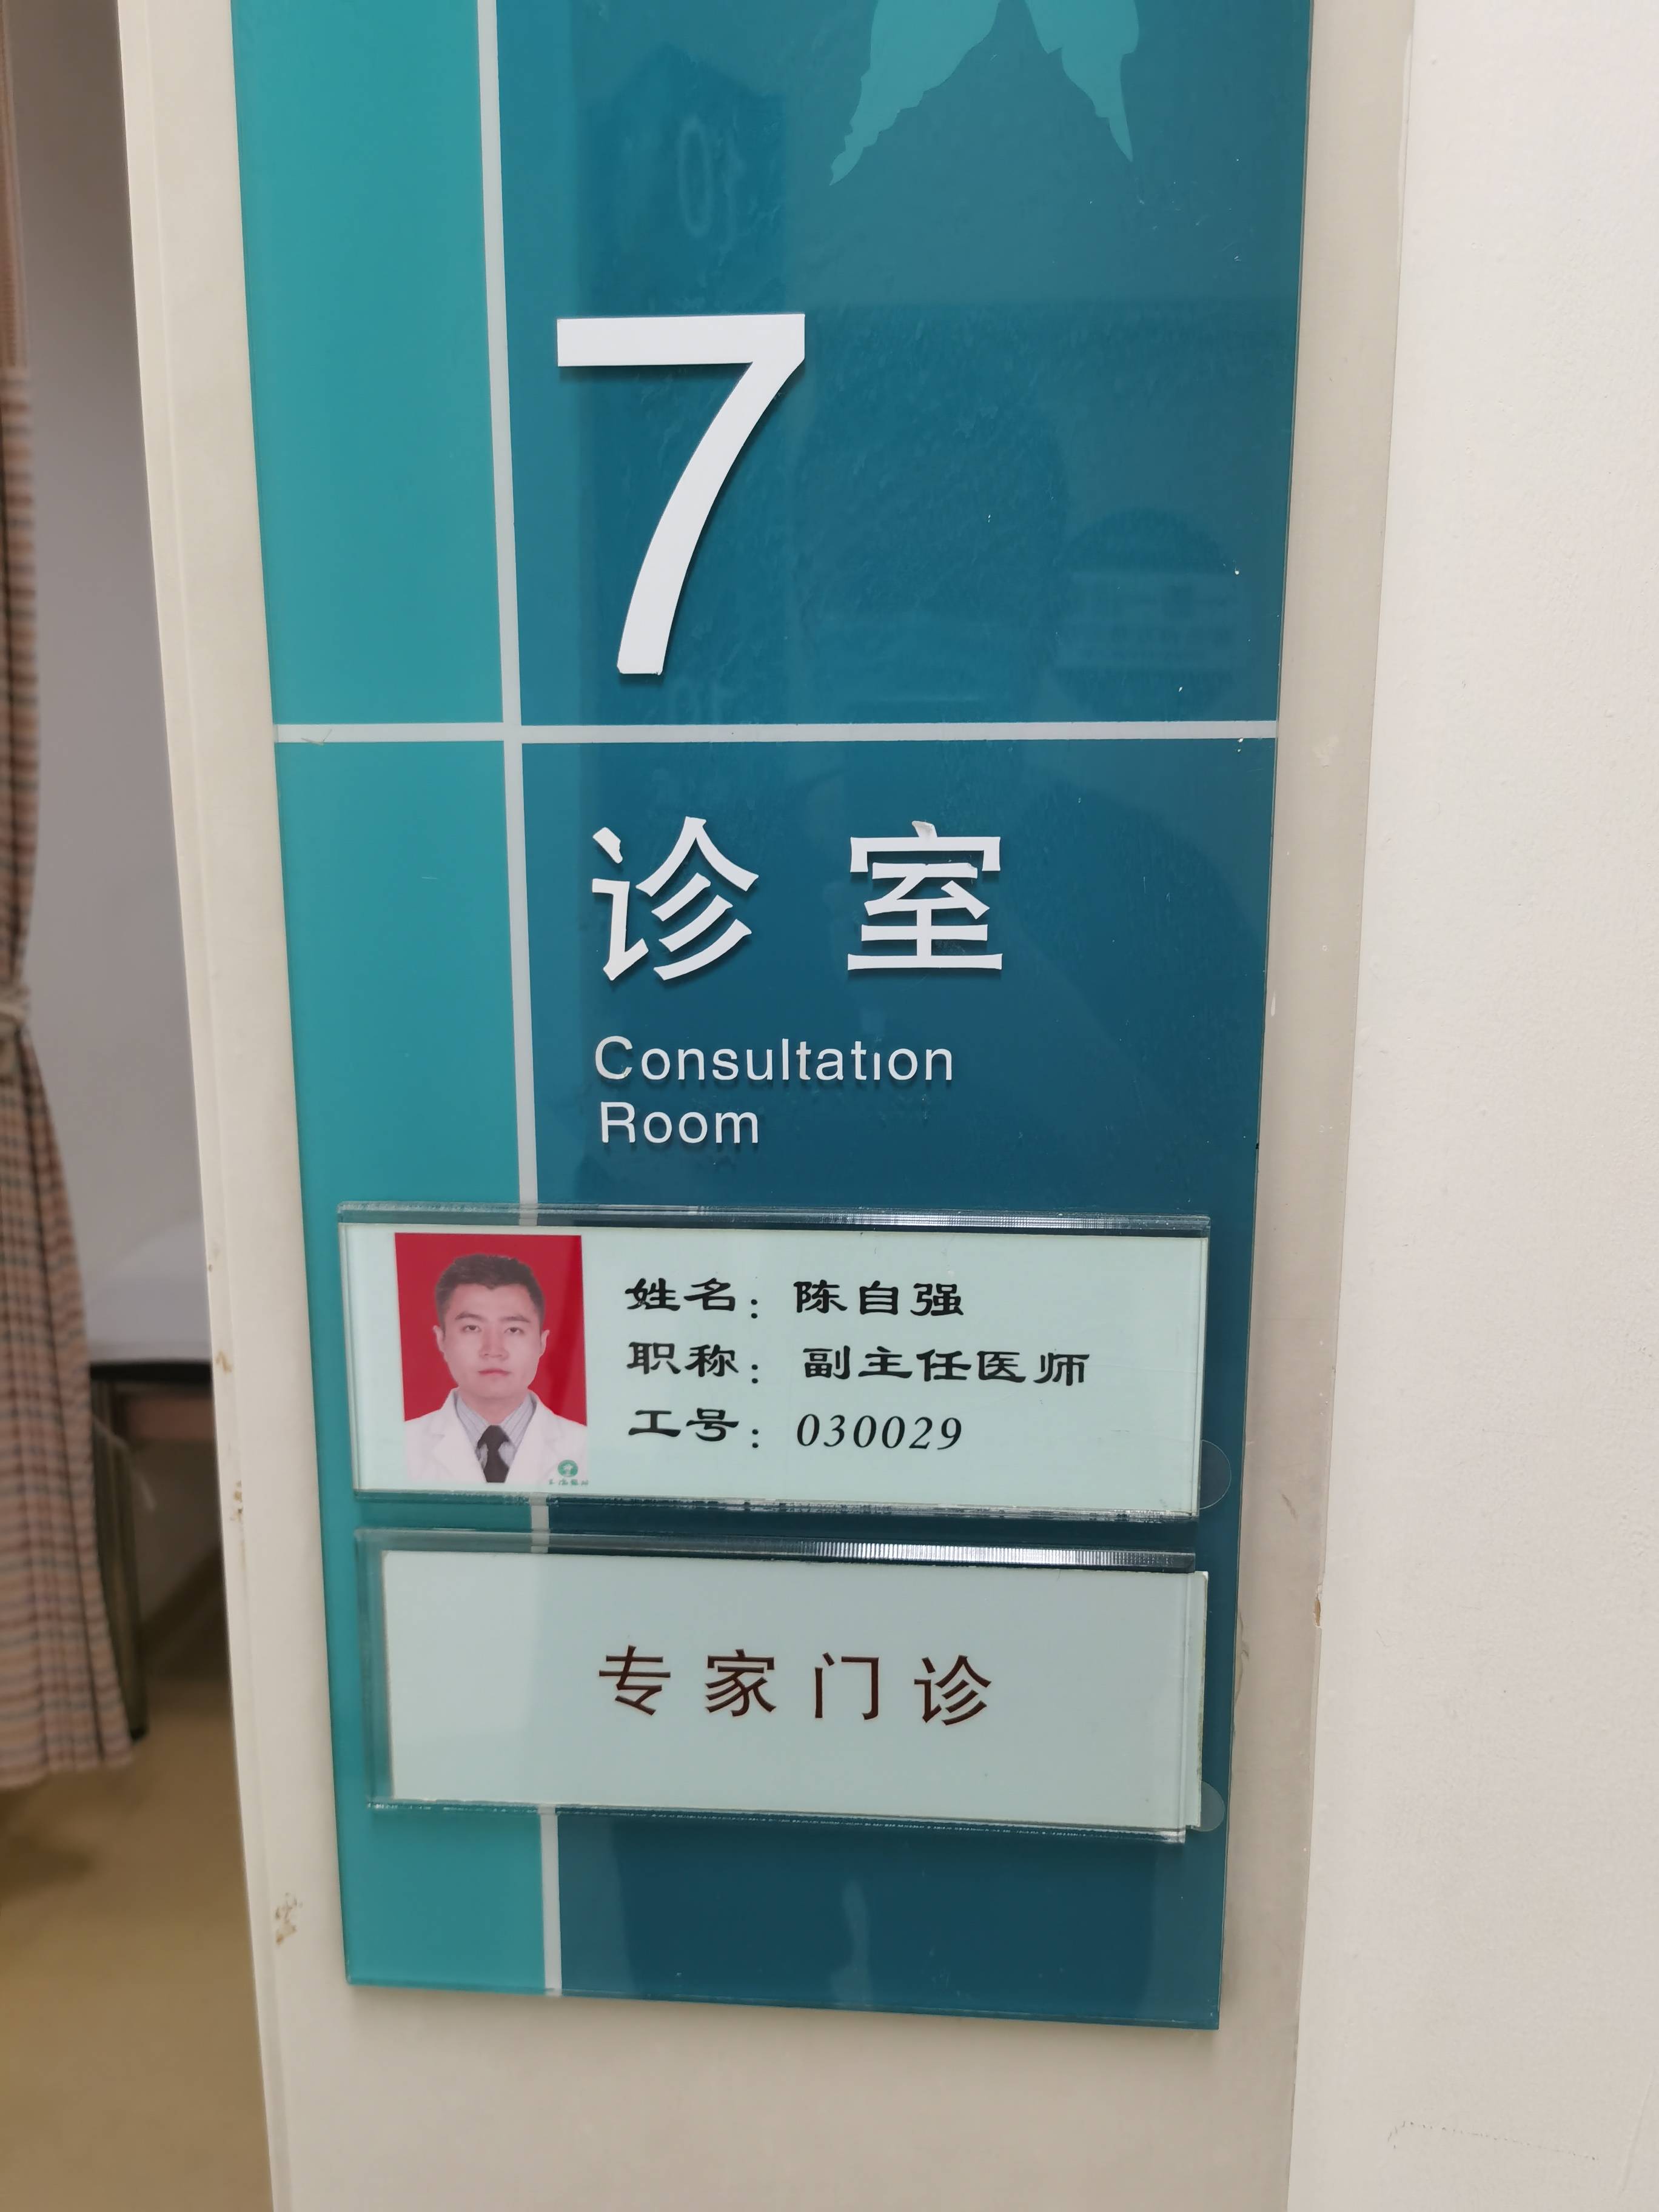 7
诊室
Consultation
Room
姓名：陈自强
职称：副主任医师
工号：030029
专家门诊